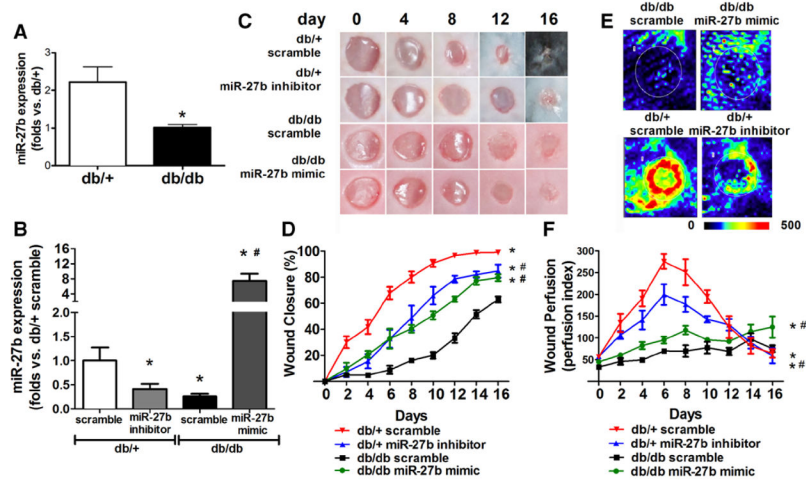 A
miR-27b expression
(folds vs. db/+)
3
2
1
0
*
db/+
db/db
B
miR-27b expression
(folds vs. db/+ scramble)
16
12
8
4
2.0
1.5
1.0
0.5
0.0
*
*
* #
scramble
miR-27b
inhibitor
scramble
miR-27b
mimic
db/+
db/db
C
day 0 4 8 12 16
db/+
scramble
db/+
miR-27b inhibitor
db/db
scramble
db/db
miR-27b mimic
D
Wound Closure (%)
100
80
60
40
20
0 2 4 6 8 10 12 14 16
Days
*
* #
* #
db/+ scramble
db/+ miR-27b inhibitor
db/db scramble
db/db miR-27b mimic
E
db/db
scramble
db/db
miR-27b mimic
db/+
scramble
db/+
miR-27b inhibitor
0 500
F
Wound Perfusion
(perfusion index)
300
250
200
150
100
50
0 2 4 6 8 10 12 14 16
Days
* #
*
* #
db/+ scramble
db/+ miR-27b inhibitor
db/db scramble
db/db miR-27b mimic